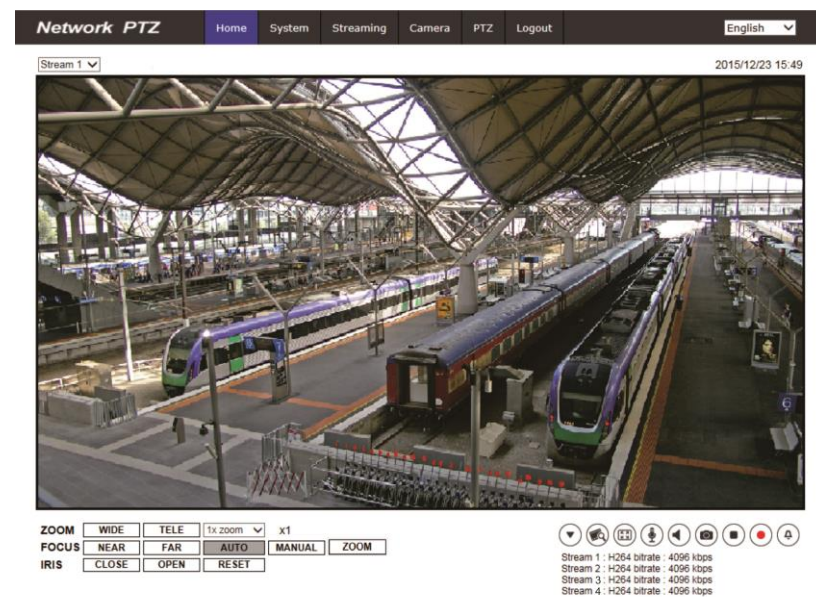 Network PTZ Home System Streaming Camera PTZ Logout English
Stream 1 2015/12/23 15:49
6
ZOOM WIDE TELE 1x zoom x1
FOCUS NEAR FAR AUTO MANUAL ZOOM
IRIS CLOSE OPEN RESET
Stream 1 : H264 bitrate : 4096 kbps
Stream 2 : H264 bitrate : 4096 kbps
Stream 3 : H264 bitrate : 4096 kbps
Stream 4 : H264 bitrate : 4096 kbps